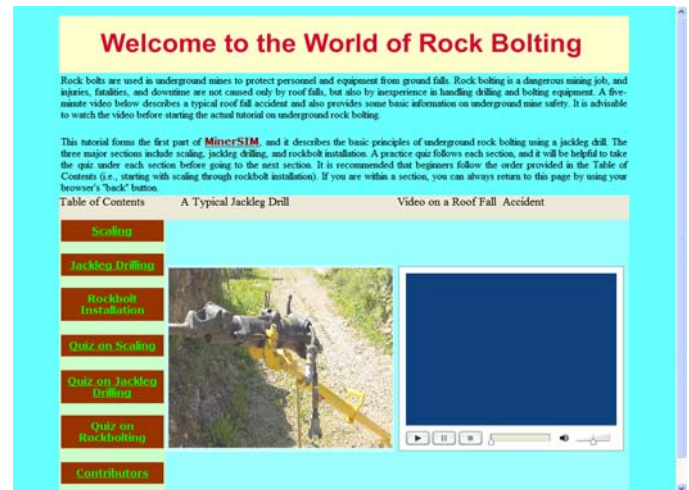 Welcome to the World of Rock Bolting
Rock bolts are used in underground mines to protect personnel and equipment from ground falls. Rock bolting is a dangerous mining job, and
injuries, fatalities, and downtime are not caused only by roof falls, but also by inexperience in handling drilling and bolting equipment. A five-
minute video below describes a typical roof fall accident and also provides some basic information on underground mine safety. It is advisable
to watch the video before starting the actual tutorial on underground rock bolting.
This tutorial forms the first part of MinerSIM, and it describes the basic principles of underground rock bolting using a jackleg drill. The
three major sections include scaling, jackleg drilling, and rockbolt installation. A practice quiz follows each section, and it will be helpful to take
the quiz under each section before going to the next section. It is recommended that beginners follow the order provided in the Table of
Contents (i.e., starting with scaling through rockbolt installation). If you are within a section, you can always return to this page by using your
browser's "back" button.
Table of Contents A Typical Jackleg Drill Video on a Roof Fall Accident
Scaling
Jackleg Drilling
Rockbolt
Installation
Quiz on Scaling
Quiz on Jackleg
Drilling
Quiz on
Rockbolting
Contributors